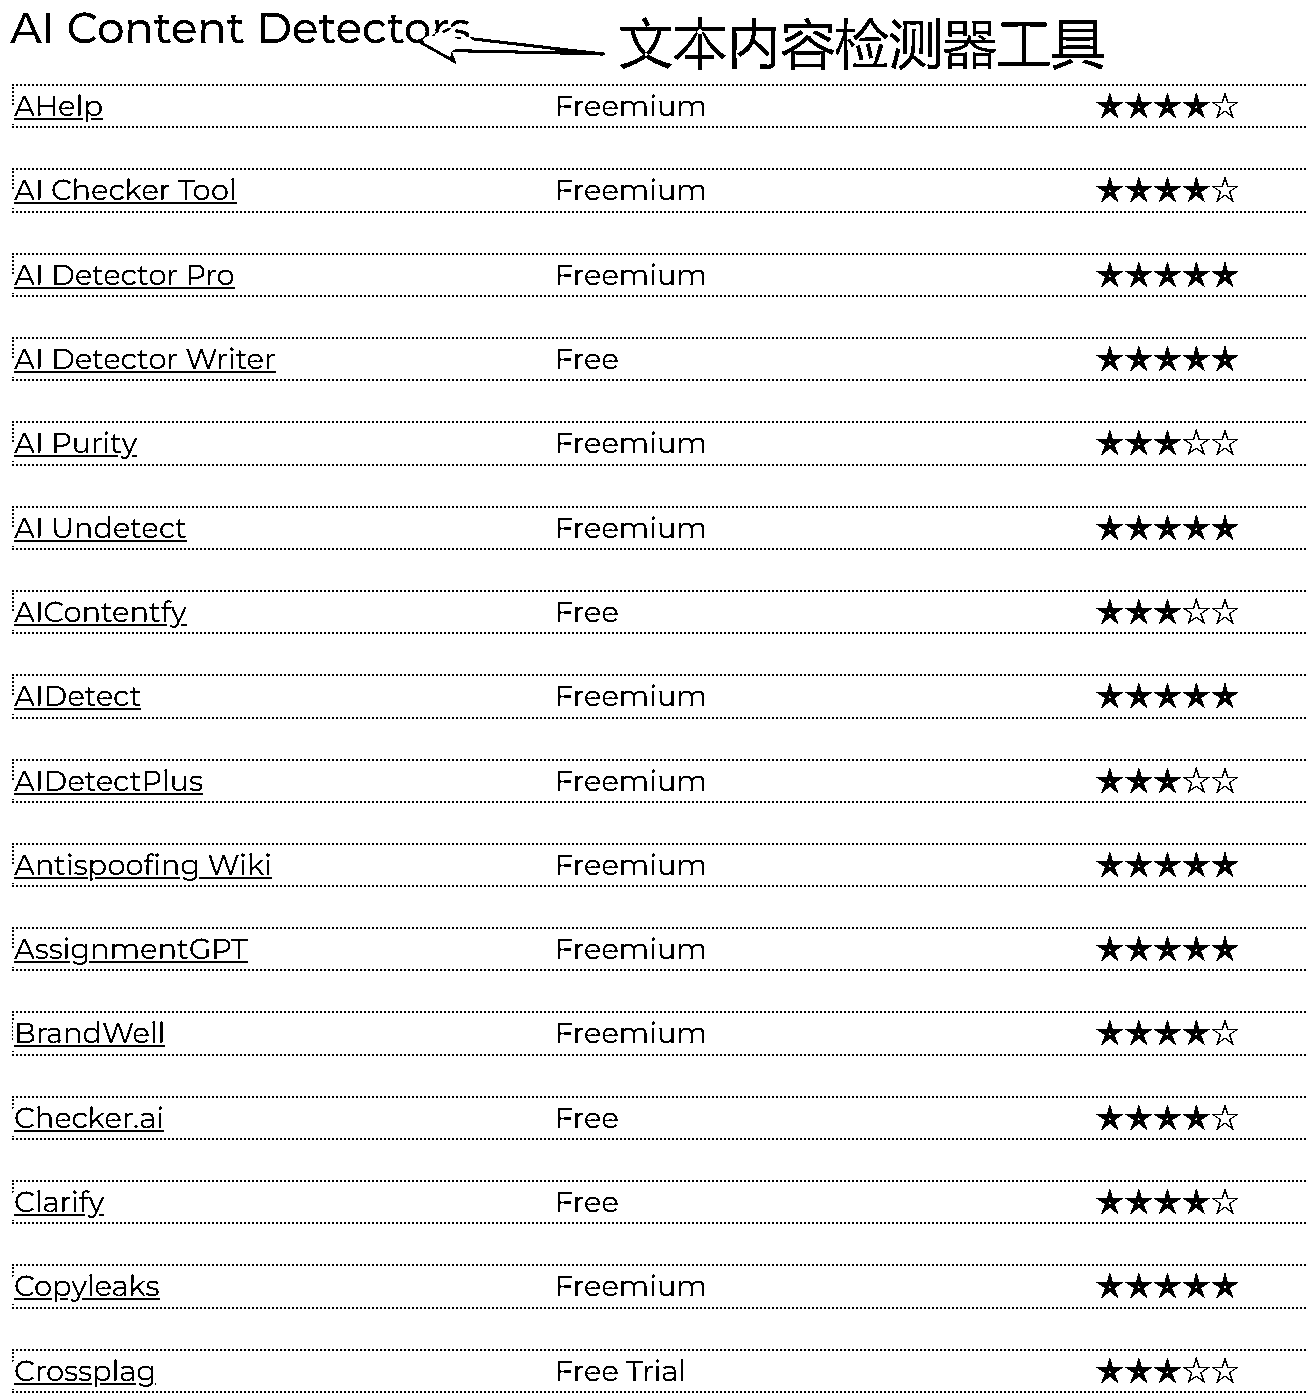 AI Content Detectors 文本内容检测器工具
AHelp Freemium ★★★★☆
AI Checker Tool Freemium ★★★★☆
AI Detector Pro Freemium ★★★★★
AI Detector Writer Free ★★★★★
AI Purity Freemium ★★★☆☆
AI Undetect Freemium ★★★★★
AIContentfy Free ★★★☆☆
AIDetect Freemium ★★★★★
AIDetectPlus Freemium ★★★☆☆
Antispoofing Wiki Freemium ★★★★★
AssignmentGPT Freemium ★★★★★
BrandWell Freemium ★★★★☆
Checker.ai Free ★★★★☆
Clarify Free ★★★★☆
Copyleaks Freemium ★★★★★
Crossplag Free Trial ★★★☆☆